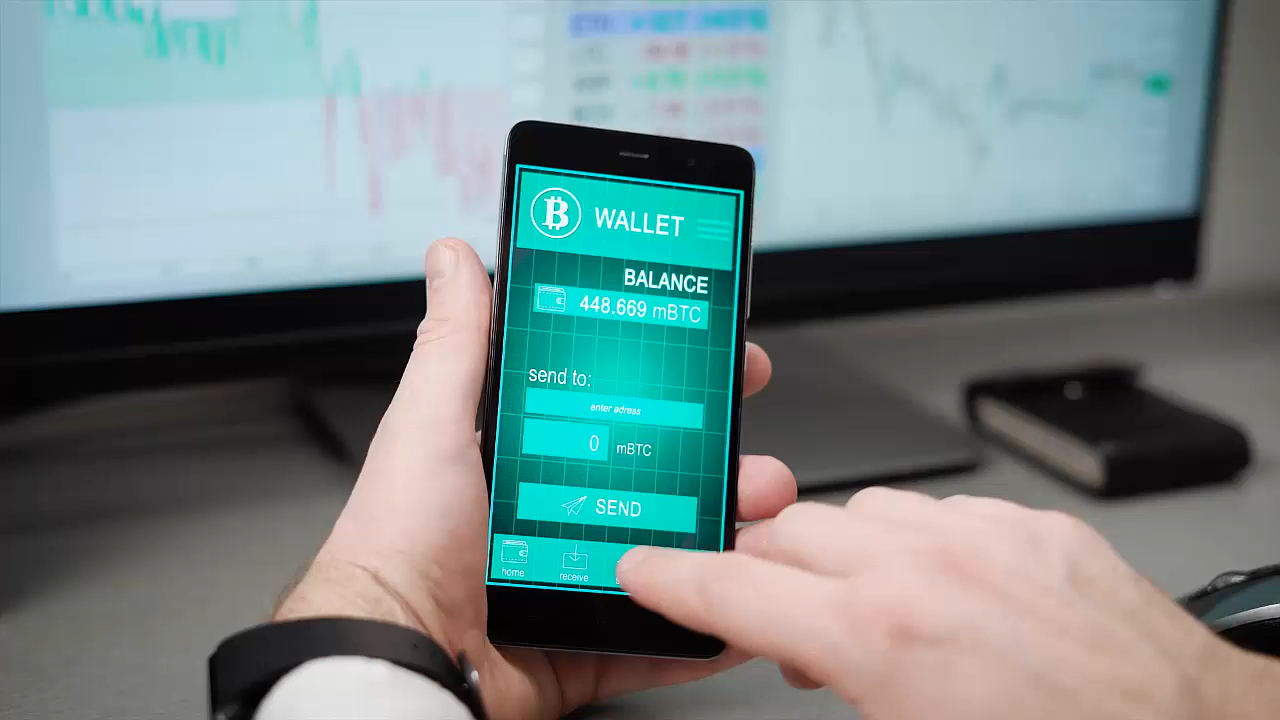 WALLET
BALANCE
448.669 mBTC
send to:
enter adress
0 mBTC
SEND
home
receive